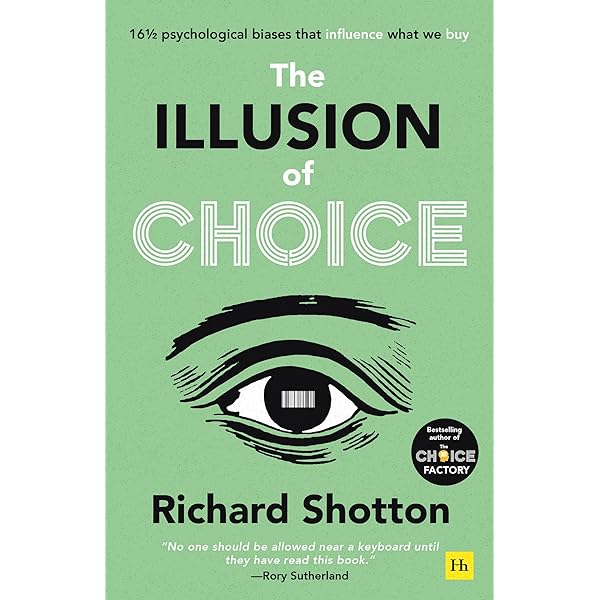 16½ psychological biases that influence what we buy
The
ILLUSION
of
CHOICE
Bestselling
author of
The
CHOICE
FACTORY
Richard Shotton
“No one should be allowed near a keyboard until
they have read this book.”
—Rory Sutherland
Hh